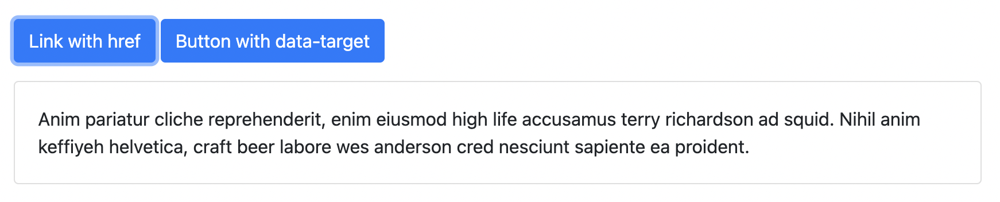 Link with href Button with data-target
Anim pariatur cliche reprehenderit, enim eiusmod high life accusamus terry richardson ad squid. Nihil anim
keffiyeh helvetica, craft beer labore wes anderson cred nesciunt sapiente ea proident.